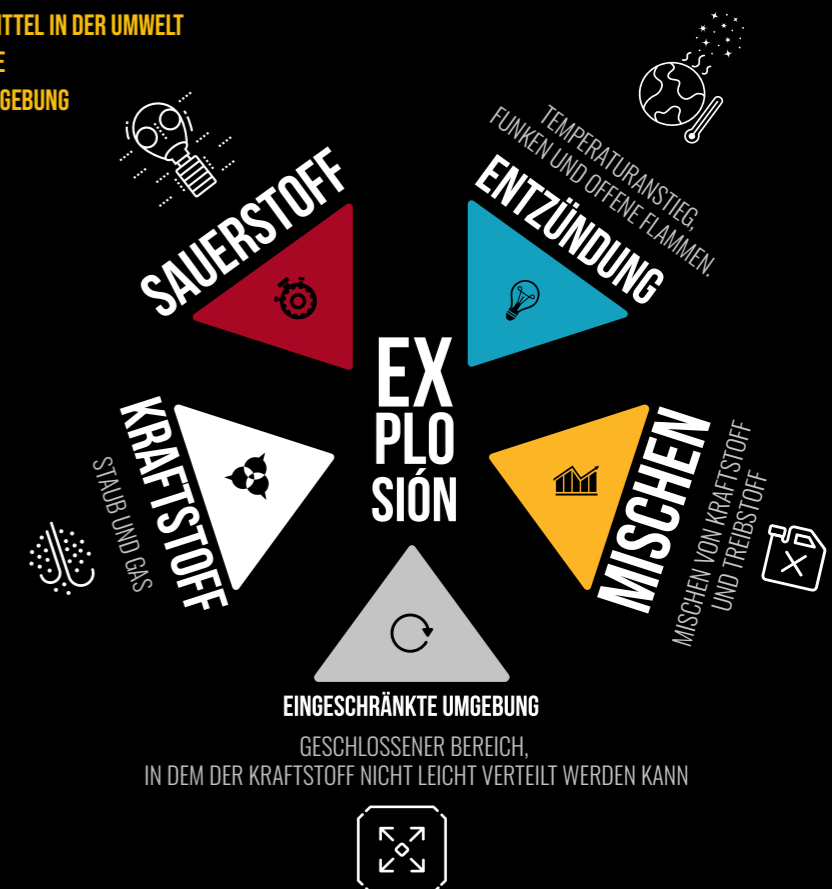 ITTEL IN DER UMWELT
E
GEBUNG
SAUERSTOFF
ENTZÜNDUNG
TEMPERATURANSTIEG,
FUNKEN UND OFFENE FLAMMEN.
EX
PLO
SIÓN
KRAFTSTOFF
STAUB UND GAS
MISCHEN
MISCHEN VON KRAFTSTOFF
UND TREIBSTOFF
EINGESCHRÄNKTE UMGEBUNG
GESCHLOSSENER BEREICH,
IN DEM DER KRAFTSTOFF NICHT LEICHT VERTEILT WERDEN KANN